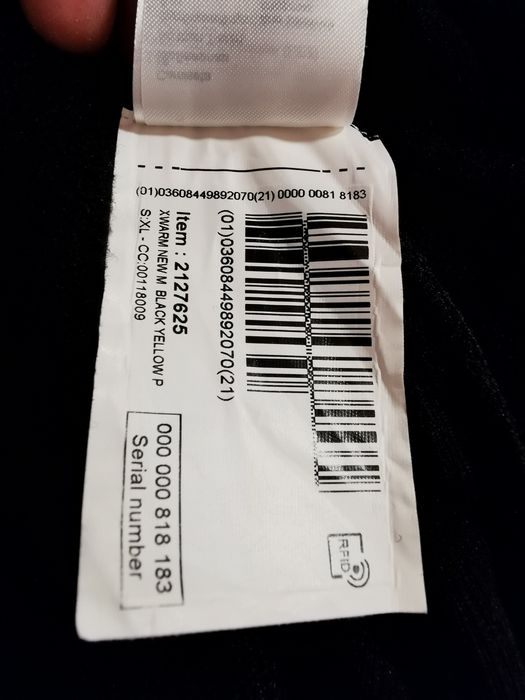 (01)03608449892070(21) 0000 0081 8183
(01)03608449892070(21)
Item : 2127625
XWARM NEW M BLACK YELLOW P
S:XL - CC:00118009
000 000 818 183
Serial number
RFID